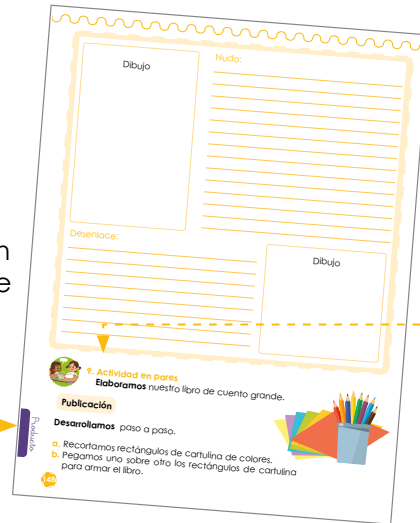 Dibujo
Nudo:
n
e
Desenlace:
Dibujo
9. Actividad en pares
Elaboramos nuestro libro de cuento grande.
Publicación
Desarrollamos paso a paso.
a. Recortamos rectángulos de cartulina de colores.
b. Pegamos uno sobre otro los rectángulos de cartulina
para armar el libro.
Producto
148